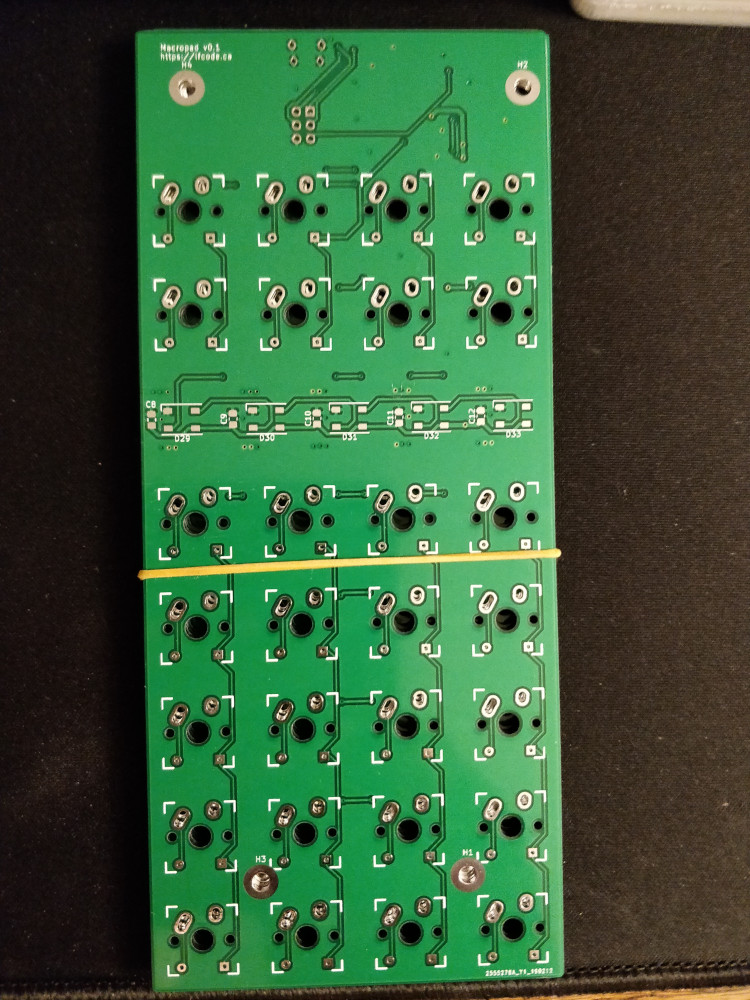 Macropad v0.1
https://ifcode.ca
H4
H2
C8
C9
C10
C11
C12
D29
D30
D31
D32
D33
H3
H1